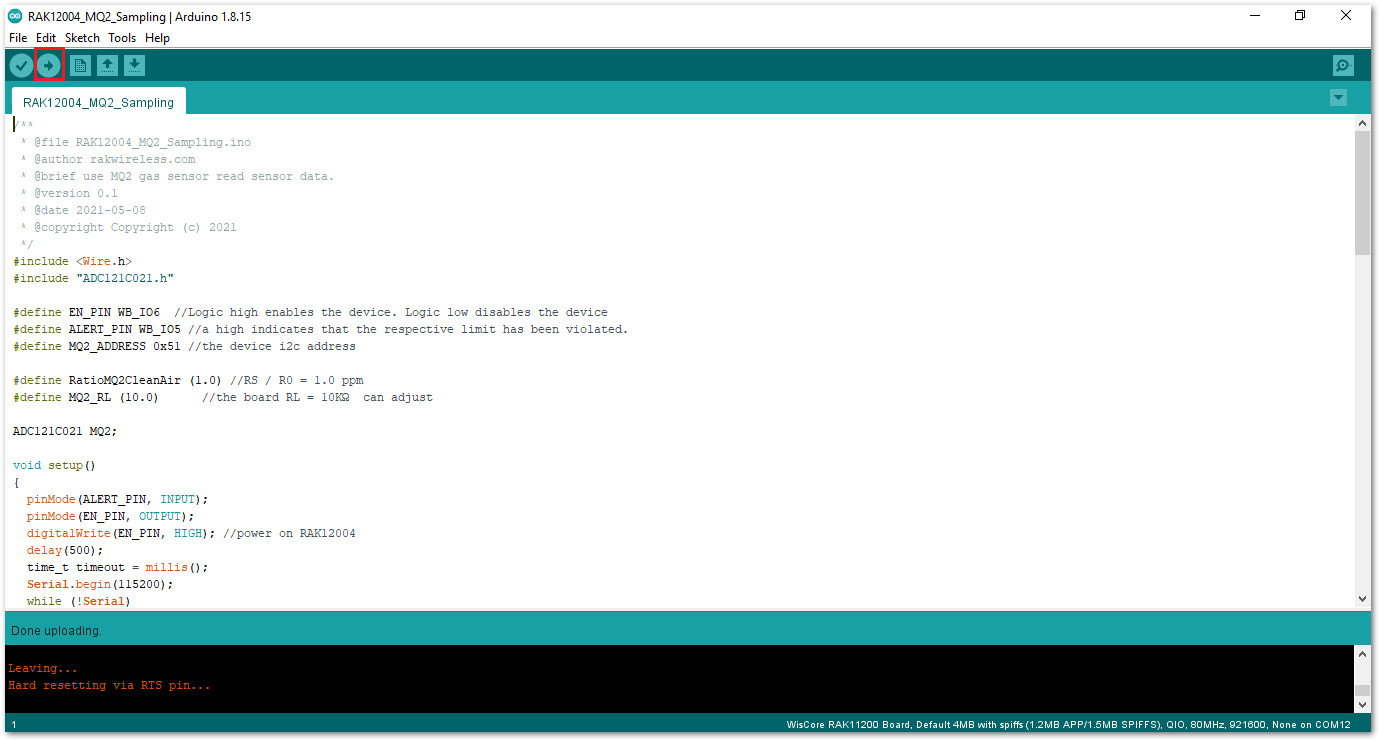 RAK12004_MQ2_Sampling | Arduino 1.8.15
File Edit Sketch Tools Help
RAK12004_MQ2_Sampling
/**
 * @file RAK12004_MQ2_Sampling.ino
 * @author rakwireless.com
 * @brief use MQ2 gas sensor read sensor data.
 * @version 0.1
 * @date 2021-05-08
 * @copyright Copyright (c) 2021
 */
#include <Wire.h>
#include "ADC121C021.h"
#define EN_PIN WB_IO6  //Logic high enables the device. Logic low disables the device
#define ALERT_PIN WB_IO5 //a high indicates that the respective limit has been violated.
#define MQ2_ADDRESS 0x51 //the device i2c address
#define RatioMQ2CleanAir (1.0) //RS / R0 = 1.0 ppm
#define MQ2_RL (10.0)      //the board RL = 10KΩ  can adjust
ADC121C021 MQ2;
void setup()
{
  pinMode(ALERT_PIN, INPUT);
  pinMode(EN_PIN, OUTPUT);
  digitalWrite(EN_PIN, HIGH); //power on RAK12004
  delay(500);
  time_t timeout = millis();
  Serial.begin(115200);
  while (!Serial)
Done uploading.
Leaving...
Hard resetting via RTS pin...
1 WisCore RAK11200 Board, Default 4MB with spiffs (1.2MB APP/1.5MB SPIFFS), QIO, 80MHz, 921600, None on COM12